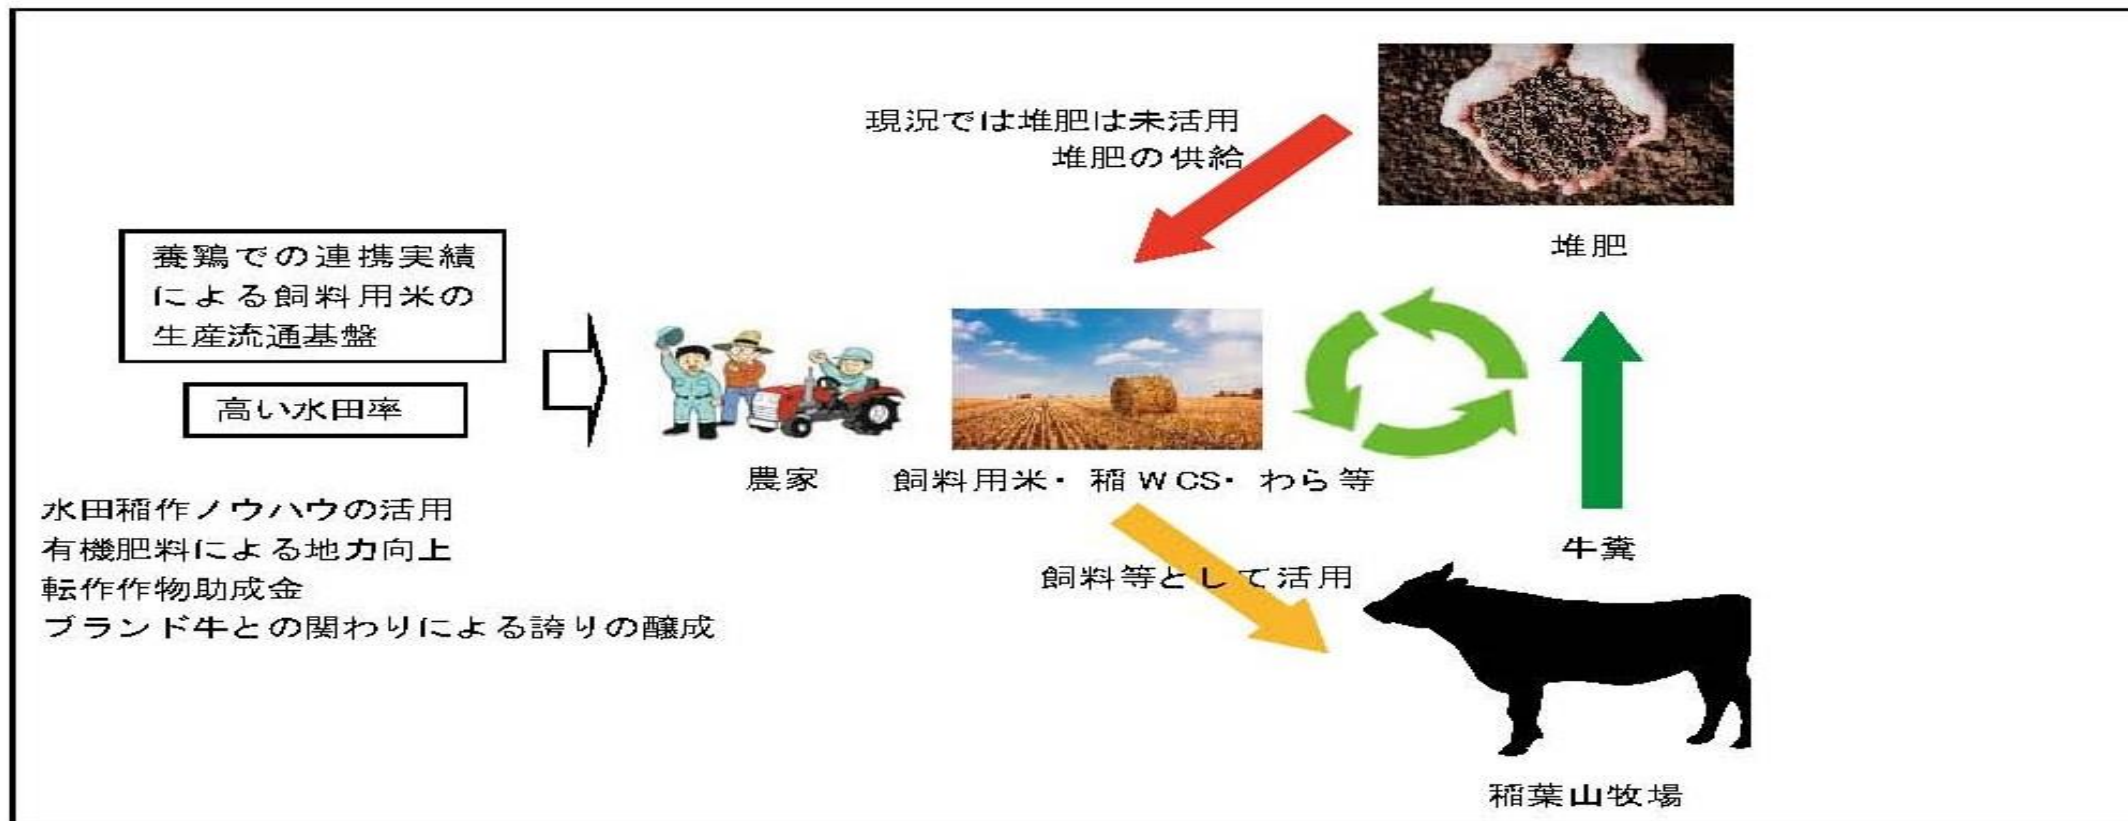 現況では堆肥は未活用
堆肥の供給
堆肥
養鶏での連携実績
による飼料用米の
生産流通基盤
高い水田率
農家
飼料用米・稲WCS・わら等
水田稲作ノウハウの活用
有機肥料による地力向上
転作作物助成金
ブランド牛との関わりによる誇りの醸成
飼料等として活用
牛糞
稲葉山牧場